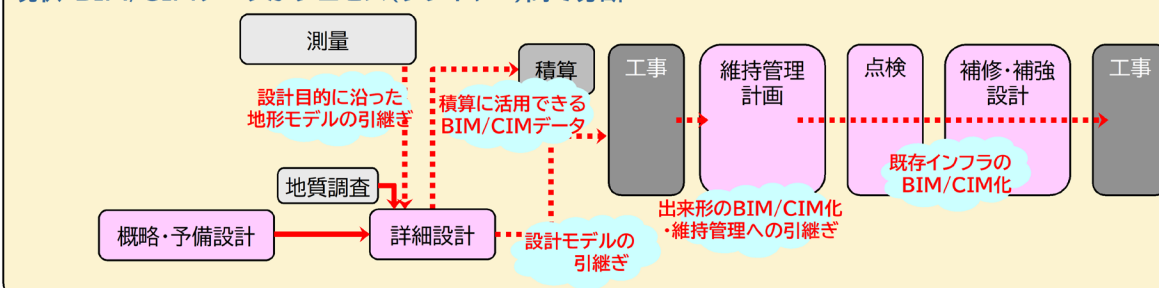 測量
設計目的に沿った
地形モデルの引継ぎ
積算
積算に活用できる
BIM/CIMデータ
工事
維持管理
計画
点検
補修・補強
設計
工事
既存インフラの
BIM/CIM化
地質調査
概略・予備設計
詳細設計
設計モデルの
引継ぎ
出来形のBIM/CIM化
・維持管理への引継ぎ